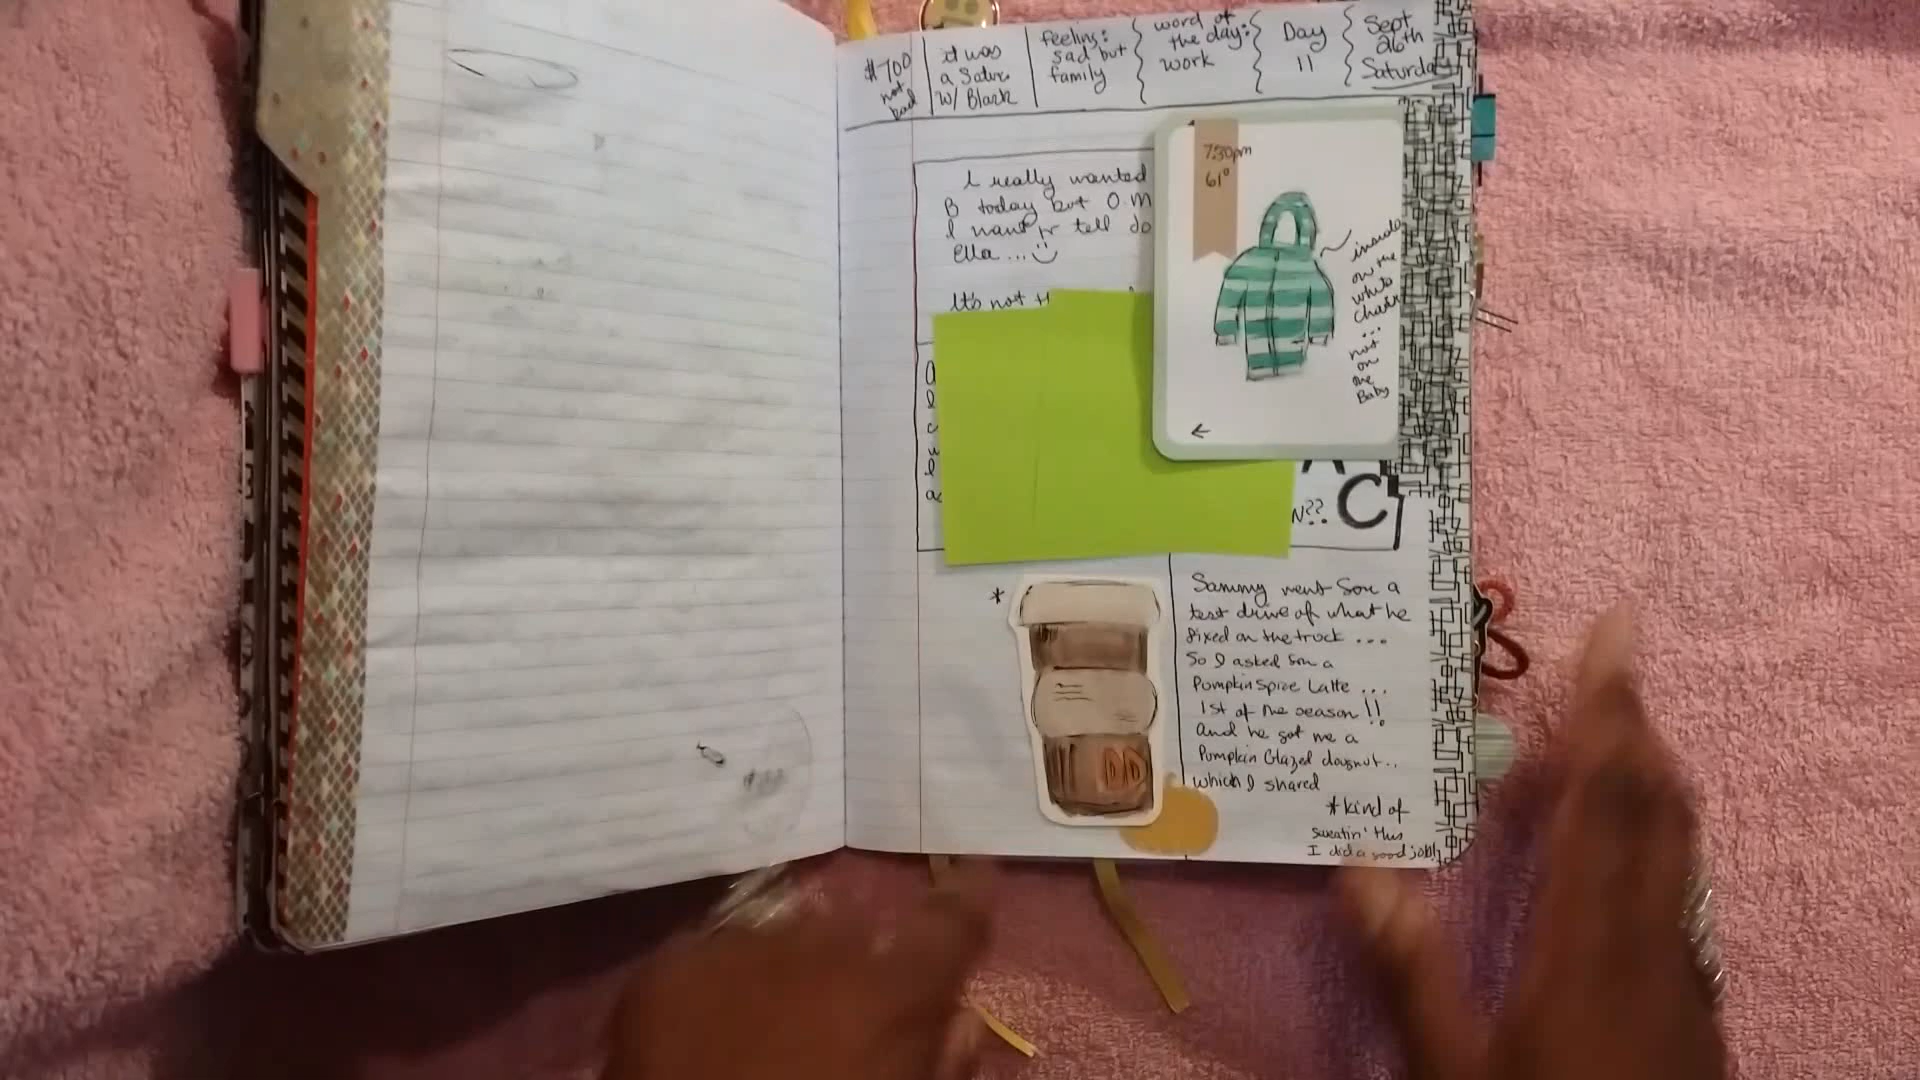 #700
not
bad
it was
a Satur
w/ Black
feeling:
sad but
family
word of
the day:
work
Day
11
Sept
26th
Saturday
7:30pm
61°
inside
on the
white
chair
...
not
on
the
Baby
←
I really wanted
B today but O.M
I want to tell do
Ella... :)
It's not
C
N??
*
DD
Sammy went for a
test drive of what he
fixed on the truck ...
So I asked for a
Pumpkin Spice Latte ...
1st of the season!!
and he got me a
Pumpkin Glazed dougnut..
which I shared
*kind of
sweatin' this
I did a good job!